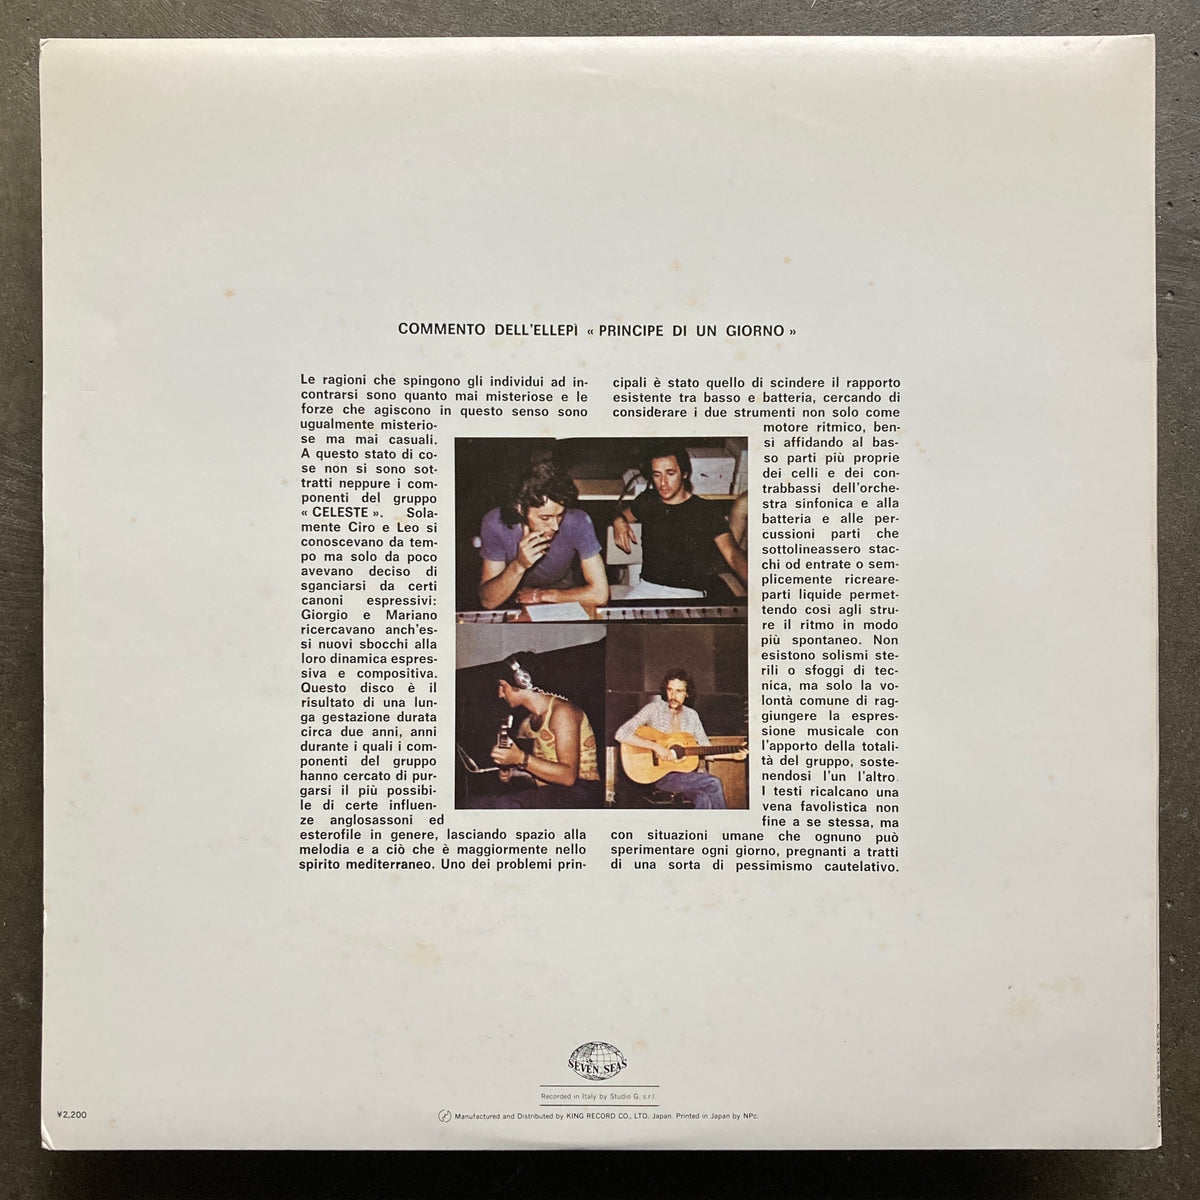 COMMENTO DELL'ELLEPÌ « PRINCIPE DI UN GIORNO »
Le ragioni che spingono gli individui ad in-
contrarsi sono quanto mai misteriose e le
forze che agiscono in questo senso sono
ugualmente misterio-
se ma mai casuali.
A questo stato di co-
se non si sono sot-
tratti neppure i com-
ponenti del gruppo
« CELESTE ». Sola-
mente Ciro e Leo si
conoscevano da tem-
po ma solo da poco
avevano deciso di
sganciarsi da certi
canoni espressivi:
Giorgio e Mariano
ricercavano anch'es-
si nuovi sbocchi alla
loro dinamica espres-
siva e compositiva.
Questo disco è il
risultato di una lun-
ga gestazione durata
circa due anni, anni
durante i quali i com-
ponenti del gruppo
hanno cercato di pur-
garsi il più possibi-
le di certe influen-
ze anglosassoni ed
esterofile in genere, lasciando spazio alla
melodia e a ciò che è maggiormente nello
spirito mediterraneo. Uno dei problemi prin-
cipali è stato quello di scindere il rapporto
esistente tra basso e batteria, cercando di
considerare i due strumenti non solo come
motore ritmico, ben-
sì affidando al bas-
so parti più proprie
dei celli e dei con-
trabbassi dell'orche-
stra sinfonica e alla
batteria e alle per-
cussioni parti che
sottolineassero stac-
chi od entrate o sem-
plicemente ricreare-
parti liquide permet-
tendo così agli stru-
re il ritmo in modo
più spontaneo. Non
esistono solismi ste-
rili o sfoggi di tec-
nica, ma solo la vo-
lontà comune di rag-
giungere la espres-
sione musicale con
l'apporto della totali-
tà del gruppo, soste-
nendosi l'un l'altro.
I testi ricalcano una
vena favolistica non
fine a se stessa, ma
con situazioni umane che ognuno può
sperimentare ogni giorno, pregnanti a tratti
di una sorta di pessimismo cautelativo.
SEVEN SEAS
Recorded in Italy by Studio G. s.r.l.
¥2,200
Manufactured and Distributed by KING RECORD CO., LTD. Japan. Printed in Japan by NPc.